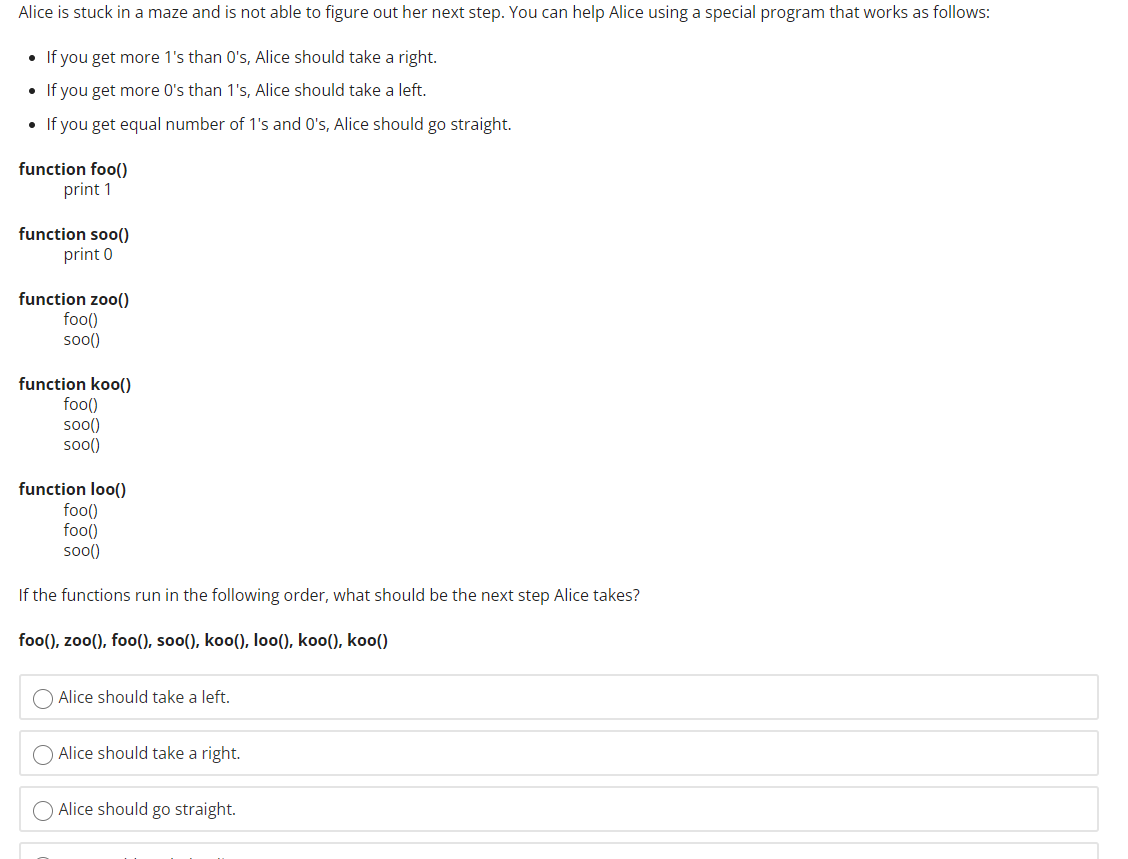 Alice is stuck in a maze and is not able to figure out her next step. You can help Alice using a special program that works as follows:
• If you get more 1's than 0's, Alice should take a right.
• If you get more 0's than 1's, Alice should take a left.
• If you get equal number of 1's and 0's, Alice should go straight.
function foo()
print 1
function soo()
print 0
function zoo()
foo()
soo()
function koo()
foo()
soo()
soo()
function loo()
foo()
foo()
soo()
If the functions run in the following order, what should be the next step Alice takes?
foo(), zoo(), foo(), soo(), koo(), loo(), koo(), koo()
Alice should take a left.
Alice should take a right.
Alice should go straight.